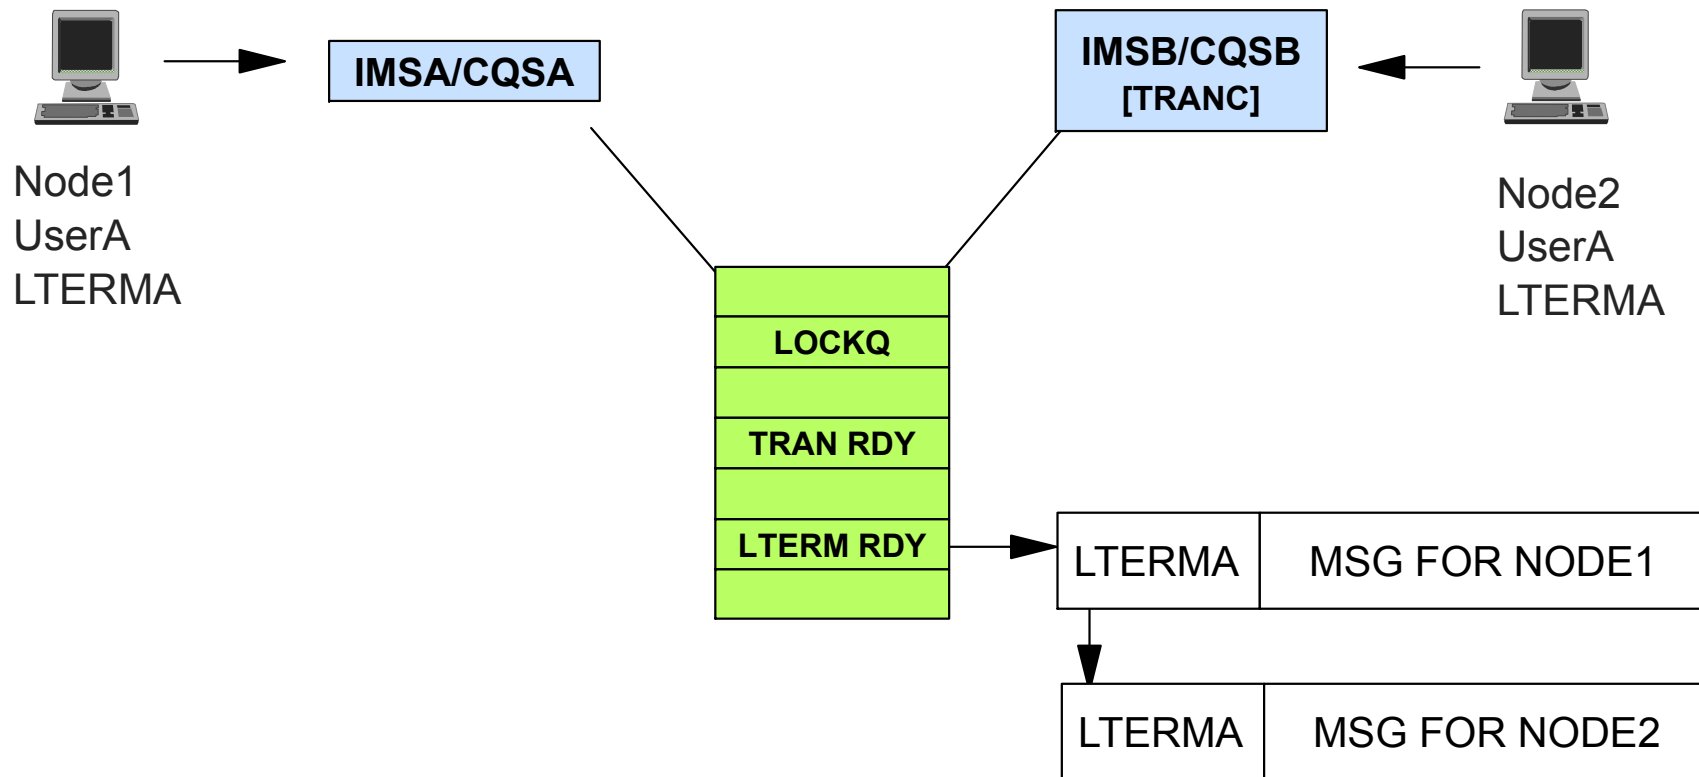 IMSA/CQSA
IMSB/CQSB
[TRANC]
Node1
UserA
LTERMA
Node2
UserA
LTERMA
LOCKQ
TRAN RDY
LTERM RDY
LTERMA MSG FOR NODE1
LTERMA MSG FOR NODE2